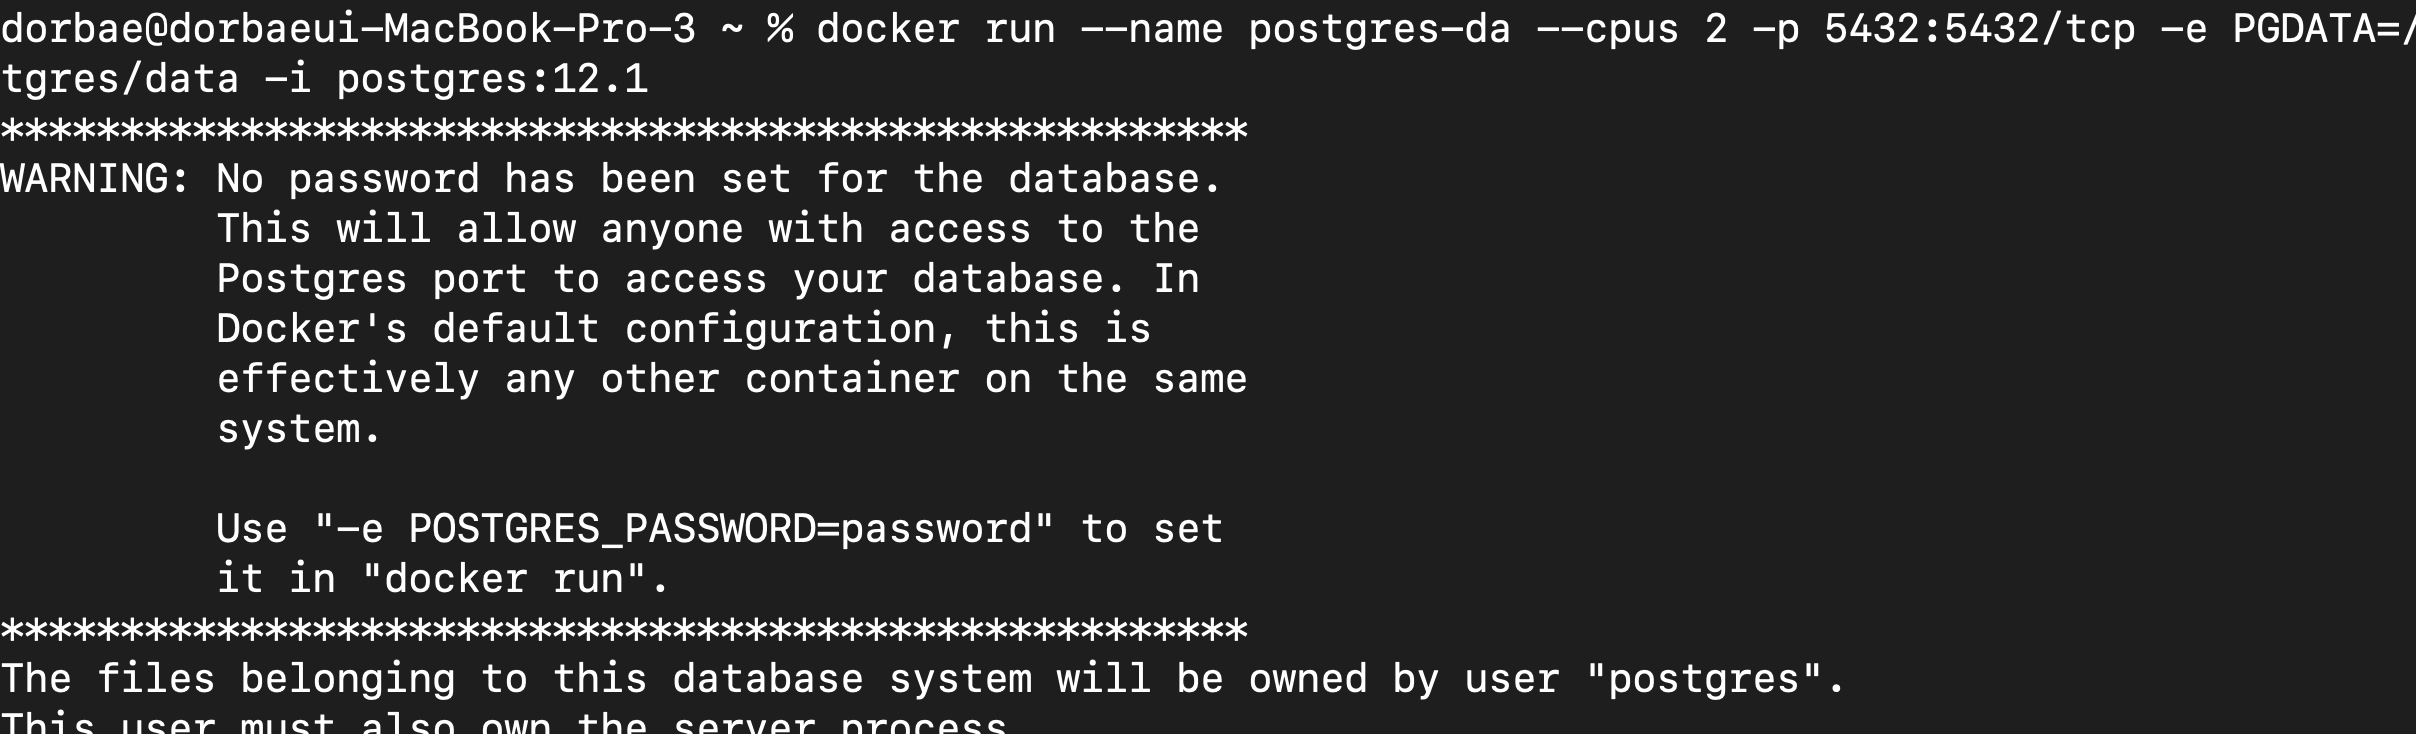 dorbae@dorbaeui-MacBook-Pro-3 ~ % docker run --name postgres-da --cpus 2 -p 5432:5432/tcp -e PGDATA=/
tgres/data -i postgres:12.1
****************************************************
WARNING: No password has been set for the database.
This will allow anyone with access to the
Postgres port to access your database. In
Docker's default configuration, this is
effectively any other container on the same
system.
Use "-e POSTGRES_PASSWORD=password" to set
it in "docker run".
****************************************************
The files belonging to this database system will be owned by user "postgres".
This user must also own the server process